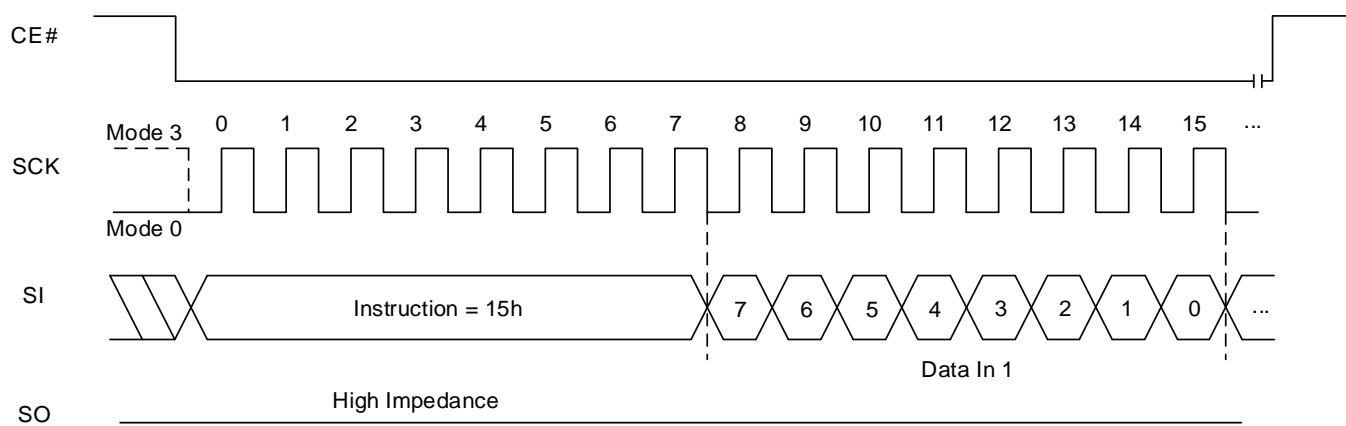 CE#
Mode 3 0 1 2 3 4 5 6 7 8 9 10 11 12 13 14 15 ...
SCK
Mode 0
SI Instruction = 15h 7 6 5 4 3 2 1 0 ...
Data In 1
High Impedance
SO